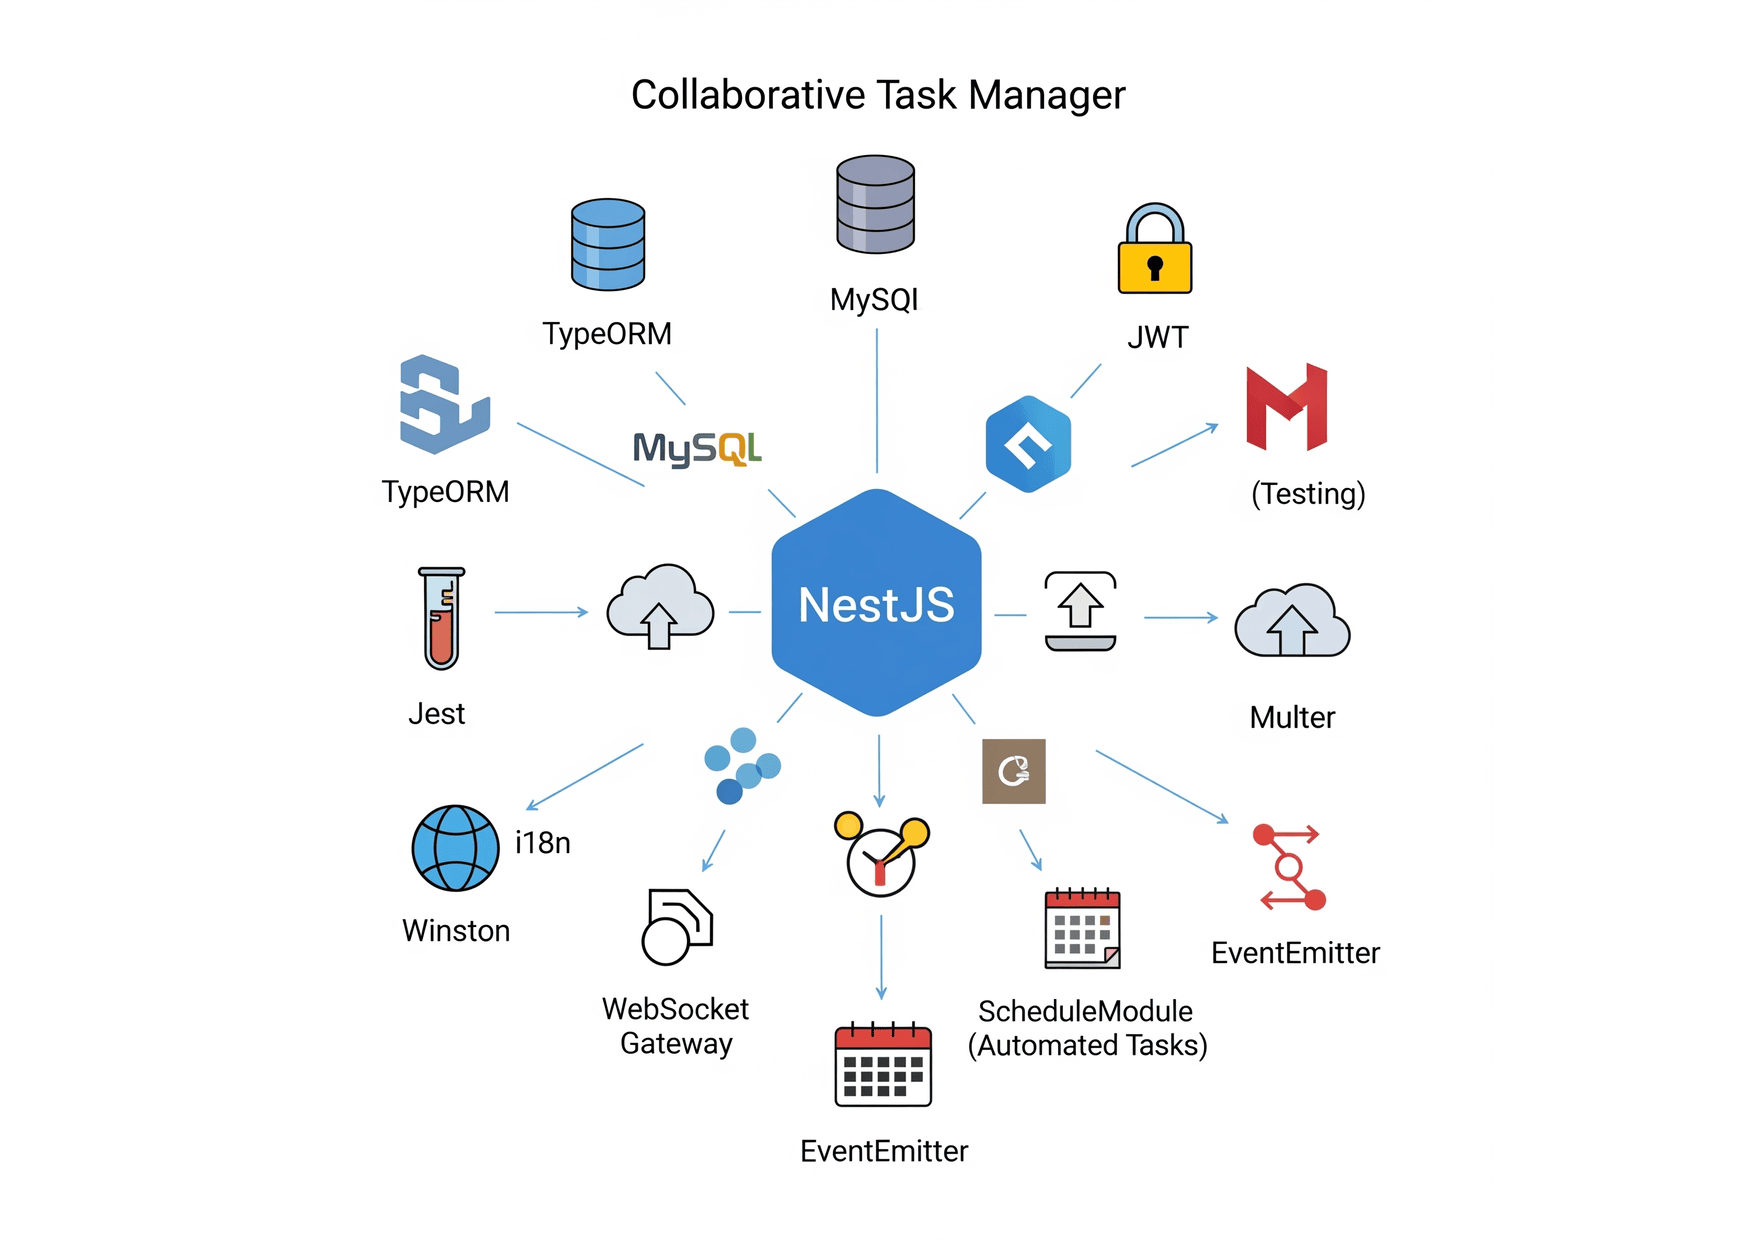 Collaborative Task Manager
MySQl
TypeORM
JWT
MySQL
TypeORM
(Testing)
NestJS
Jest
Multer
i18n
Winston
EventEmitter
WebSocket
Gateway
ScheduleModule
(Automated Tasks)
EventEmitter